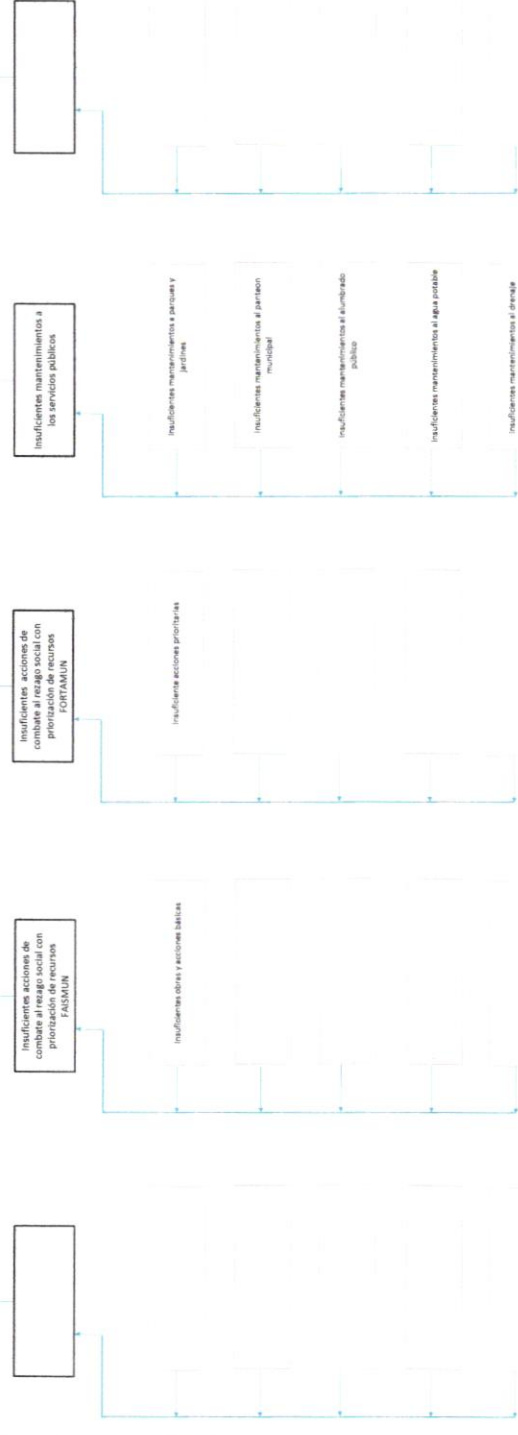 Insuficientes acciones de
combate al rezago social con
priorización de recursos
FAISMUN
Insuficientes obras y acciones básicas
Insuficientes acciones de
combate al rezago social con
priorización de recursos
FORTAMUN
Insuficiente acciones prioritarias
Insuficientes mantenimientos a
los servicios públicos
Insuficientes mantenimientos a parques y
jardines
Insuficientes mantenimientos al panteon
municipal
Insuficientes mantenimientos al alumbrado
público
Insuficientes mantenimientos al agua potable
Insuficientes mantenimientos al drenaje